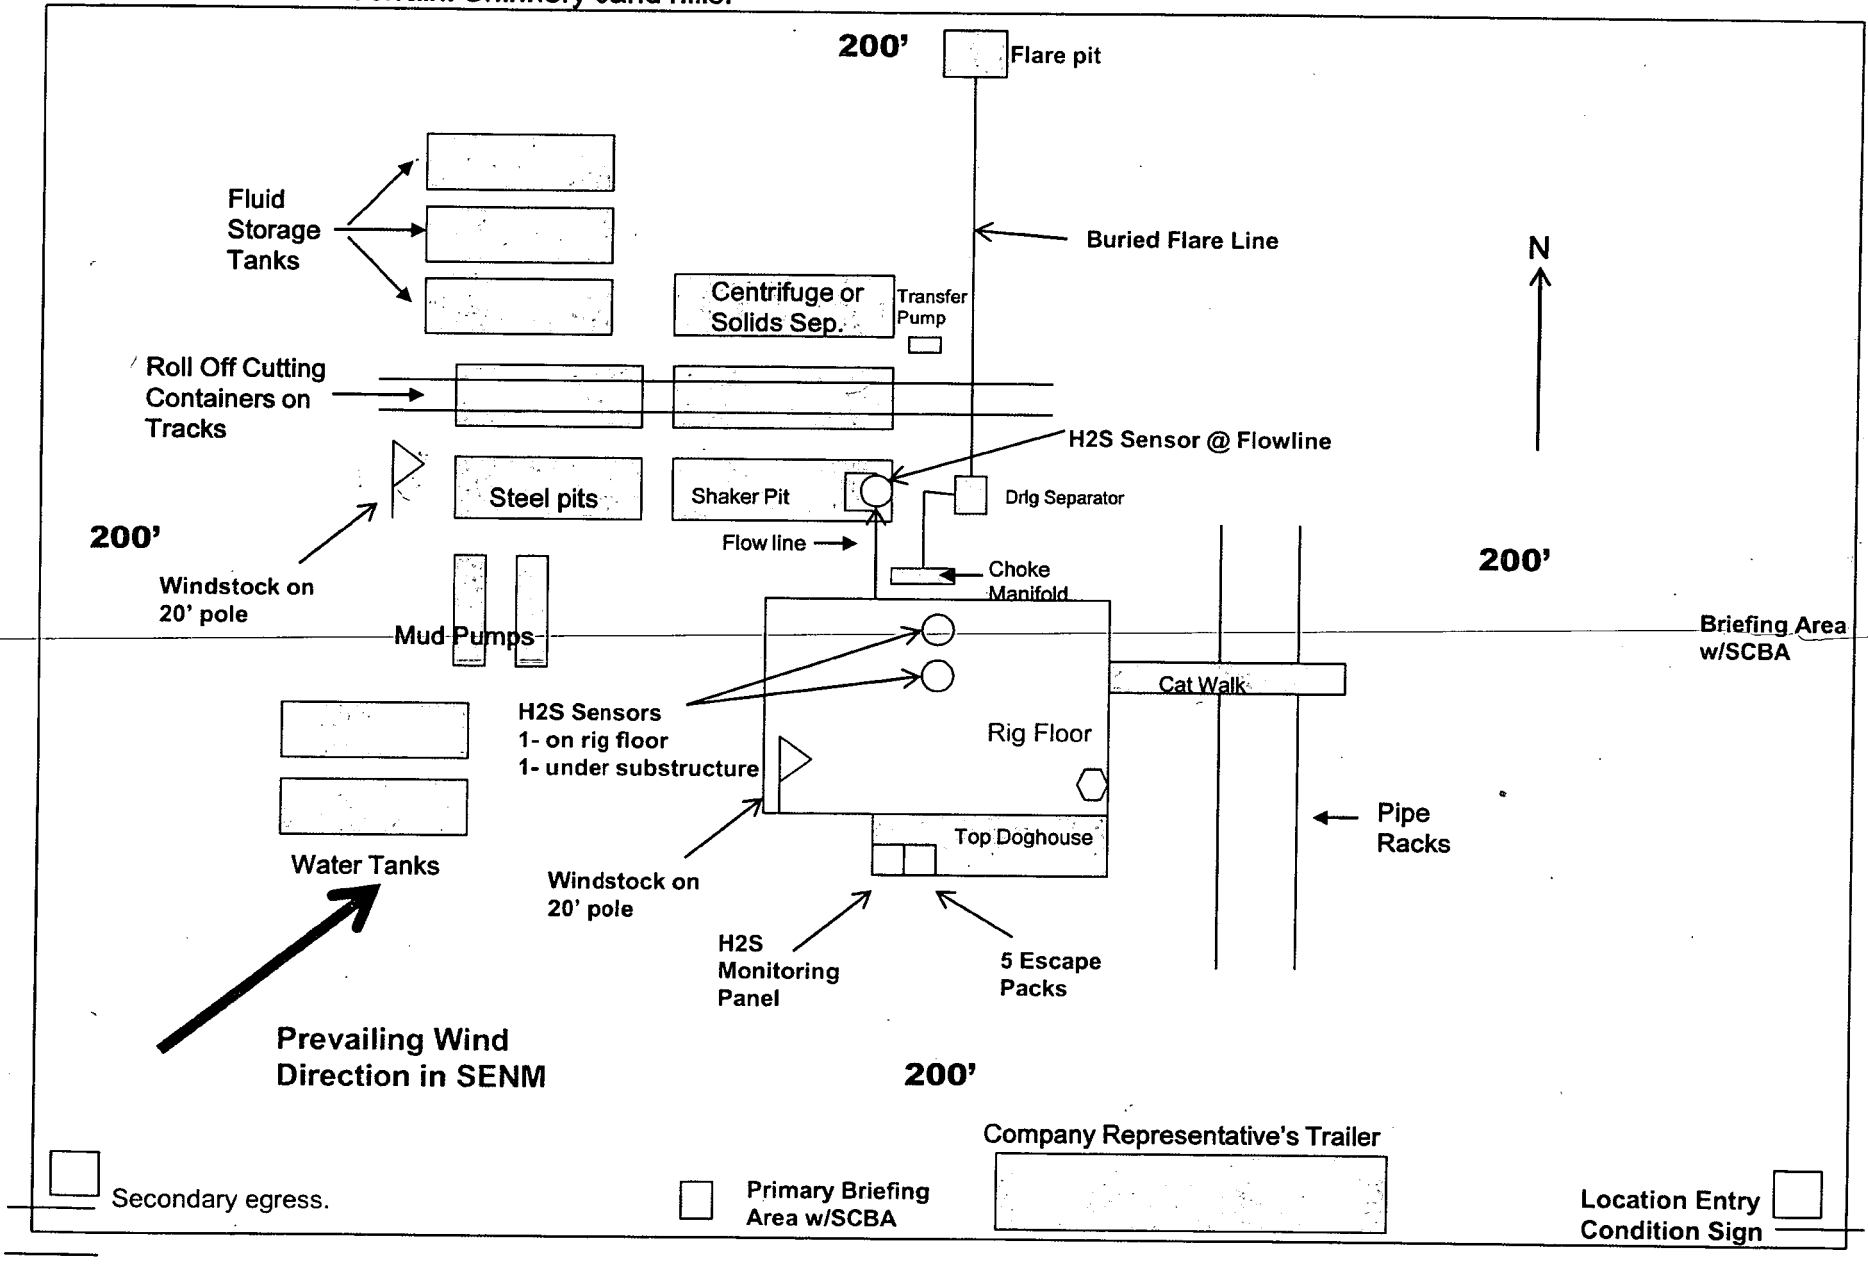 200’
Flare pit
Fluid
Storage
Tanks
Buried Flare Line
N
Centrifuge or
Solids Sep.
Transfer
Pump
Roll Off Cutting
Containers on
Tracks
H2S Sensor @ Flowline
Steel pits
Shaker Pit
Drlg Separator
200’
Flow line
200’
Windstock on
20’ pole
Choke
Manifold
Mud Pumps
Briefing Area
w/SCBA
Cat Walk
H2S Sensors
1- on rig floor
1- under substructure
Rig Floor
Pipe
Racks
Top Doghouse
Water Tanks
Windstock on
20’ pole
H2S
Monitoring
Panel
5 Escape
Packs
Prevailing Wind
Direction in SENM
200’
Company Representative's Trailer
Secondary egress.
Primary Briefing
Area w/SCBA
Location Entry
Condition Sign